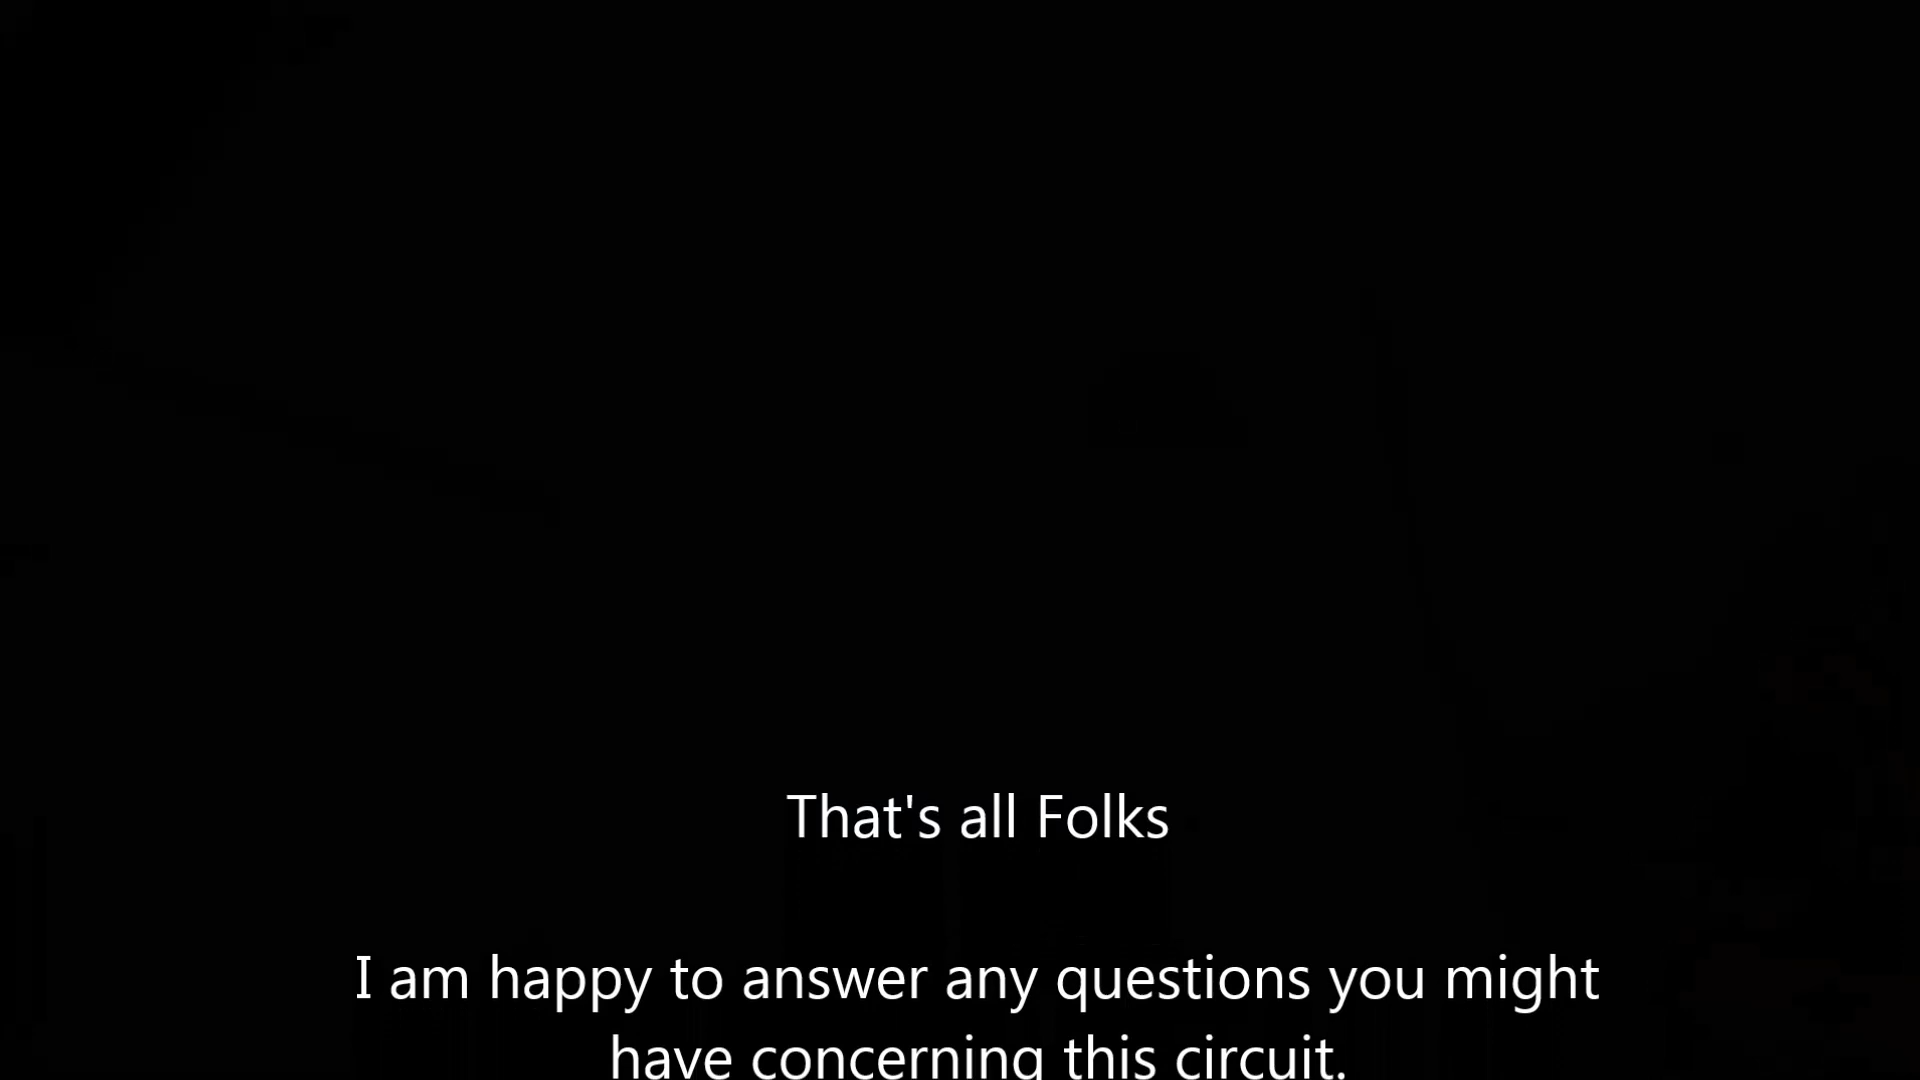 That's all Folks
I am happy to answer any questions you might
have concerning this circuit.